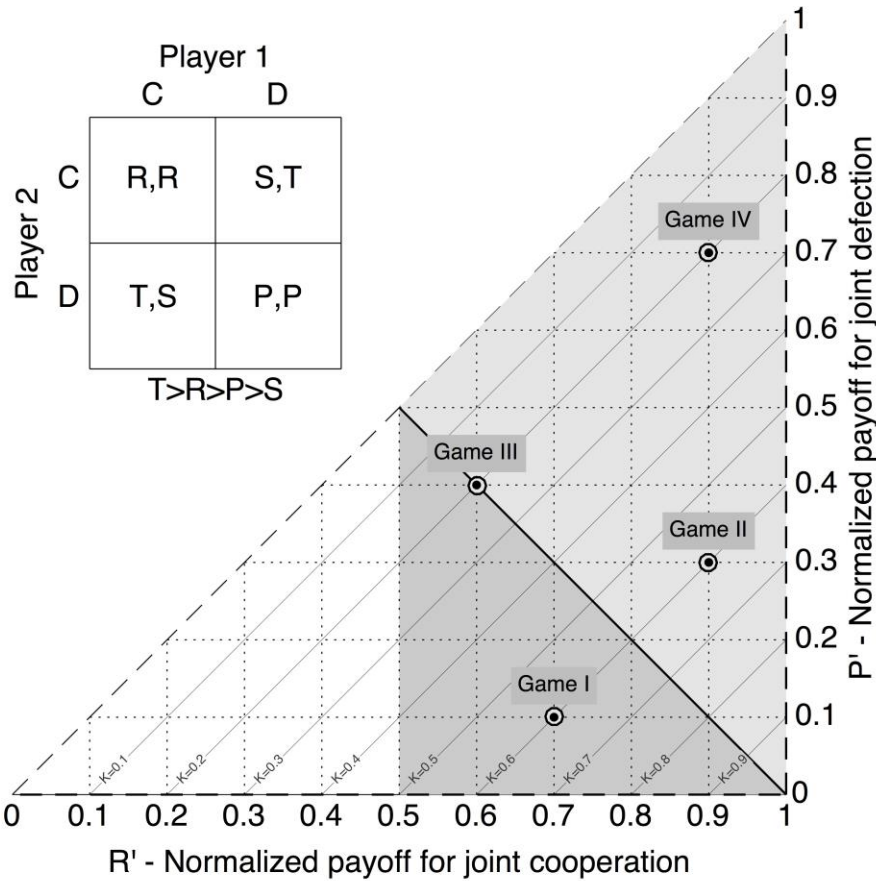 Player 1
C D
Player 2
C R,R S,T
D T,S P,P
T>R>P>S
1
0.9
0.8
0.7
0.6
0.5
0.4
0.3
0.2
0.1
0
P' - Normalized payoff for joint defection
Game IV
Game III
Game II
Game I
K=0.1 K=0.2 K=0.3 K=0.4 K=0.5 K=0.6 K=0.7 K=0.8 K=0.9
0 0.1 0.2 0.3 0.4 0.5 0.6 0.7 0.8 0.9 1
R' - Normalized payoff for joint cooperation